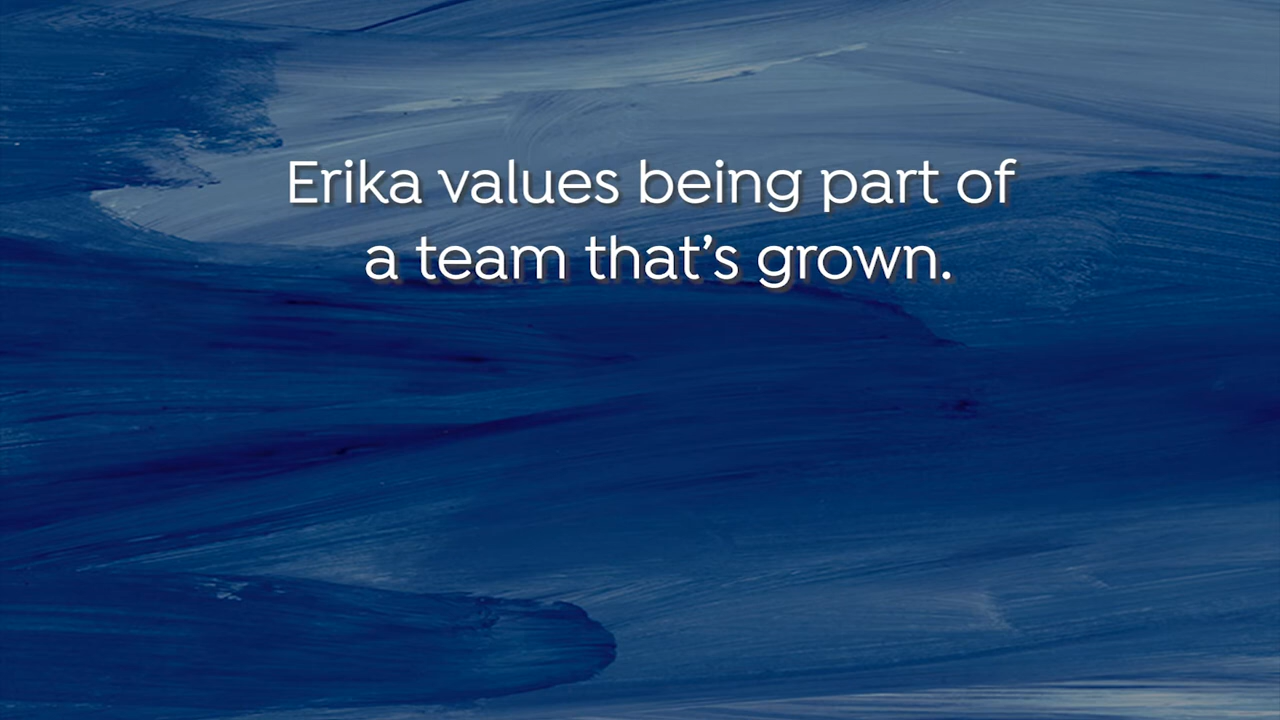 Erika values being part of
a team that’s grown.